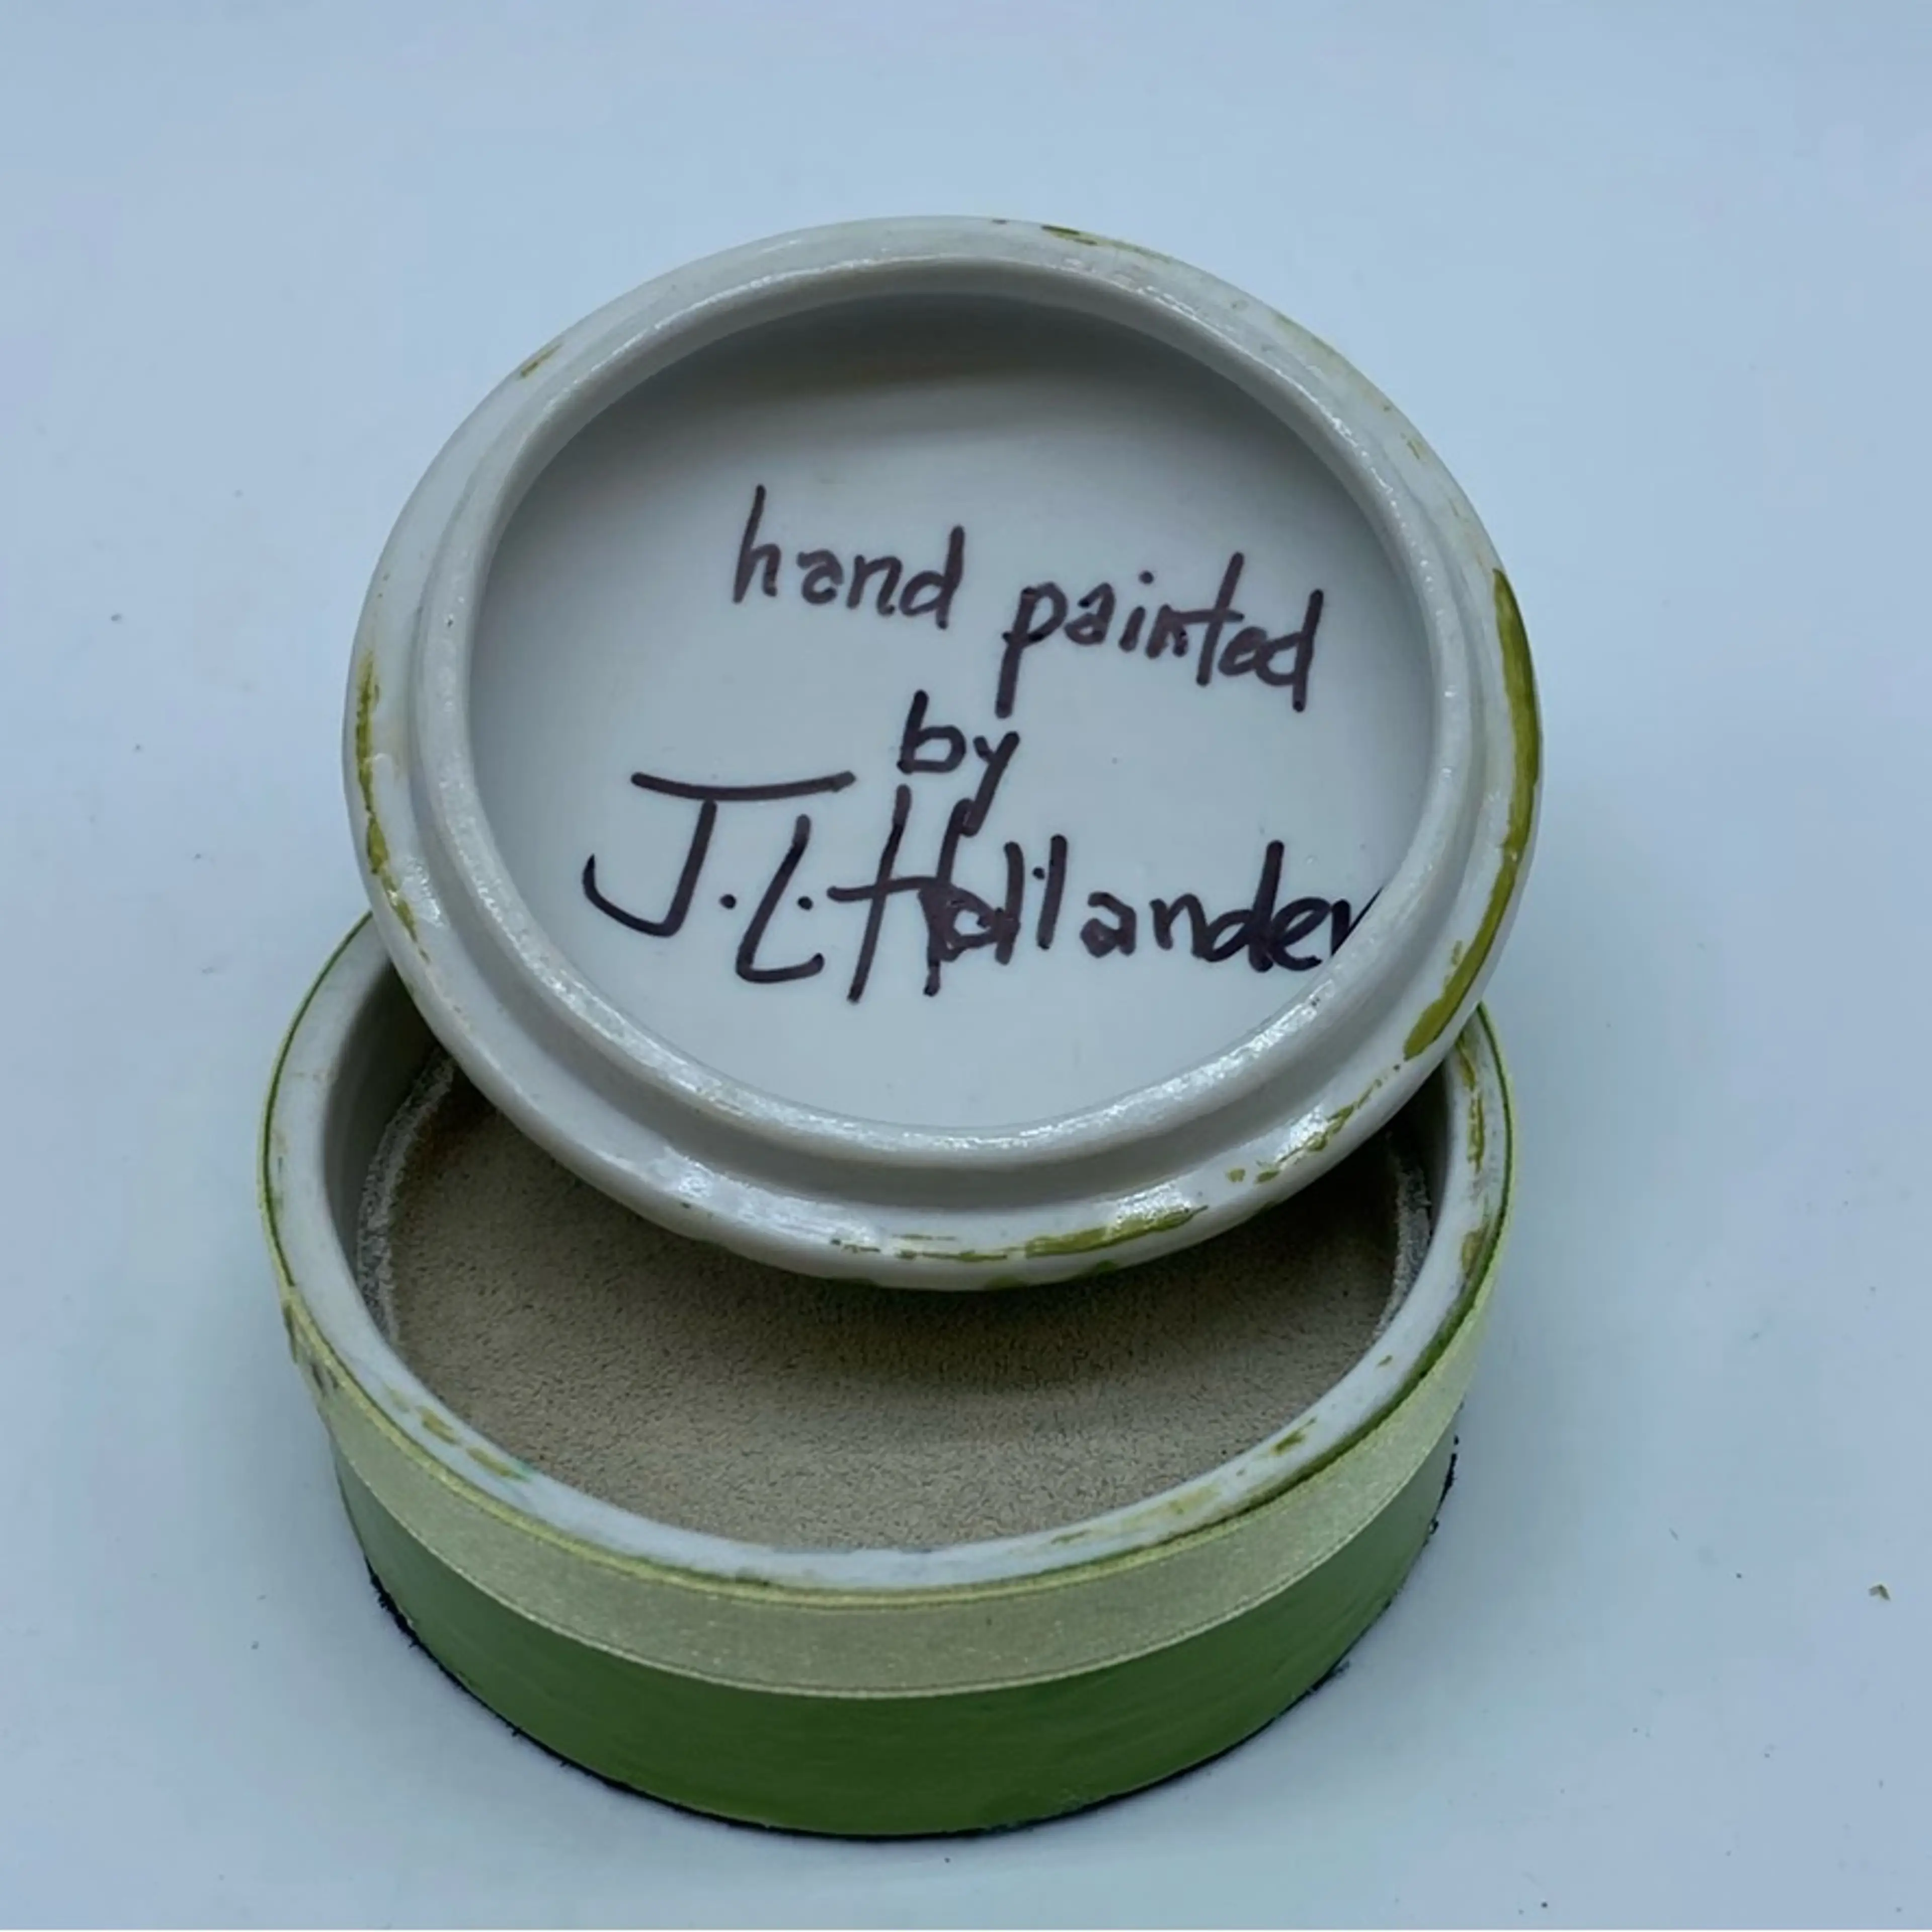 hand painted
by
J.L. Hollander